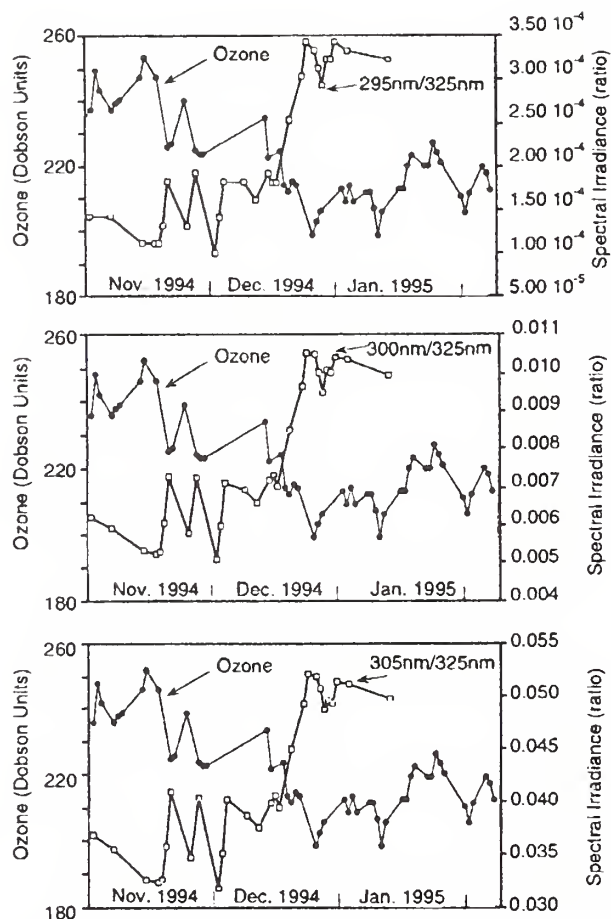 260
220
180
Ozone (Dobson Units)
Ozone
295nm/325nm
Nov. 1994
Dec. 1994
Jan. 1995
3.50 10⁻⁴
3.00 10⁻⁴
2.50 10⁻⁴
2.00 10⁻⁴
1.50 10⁻⁴
1.00 10⁻⁴
5.00 10⁻⁵
Spectral Irradiance (ratio)
260
220
180
Ozone (Dobson Units)
Ozone
300nm/325nm
Nov. 1994
Dec. 1994
Jan. 1995
0.011
0.010
0.009
0.008
0.007
0.006
0.005
0.004
Spectral Irradiance (ratio)
260
220
180
Ozone (Dobson Units)
Ozone
305nm/325nm
Nov. 1994
Dec. 1994
Jan. 1995
0.055
0.050
0.045
0.040
0.035
0.030
Spectral Irradiance (ratio)